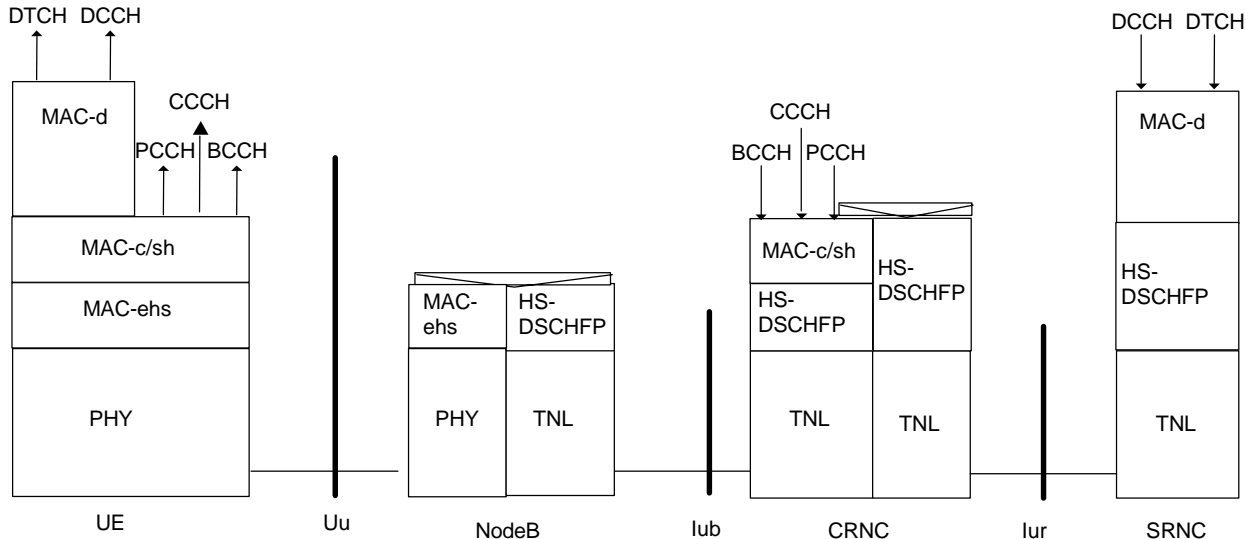 DTCH DCCH
DCCH DTCH
MAC-d
CCCH
CCCH
MAC-d
PCCH BCCH
BCCH PCCH
MAC-c/sh
MAC-c/sh
HS-
DSCHFP
HS-
DSCHFP
MAC-ehs
MAC-
ehs
HS-
DSCHFP
HS-
DSCHFP
PHY
PHY
TNL
TNL
TNL
TNL
UE
Uu
NodeB
Iub
CRNC
Iur
SRNC